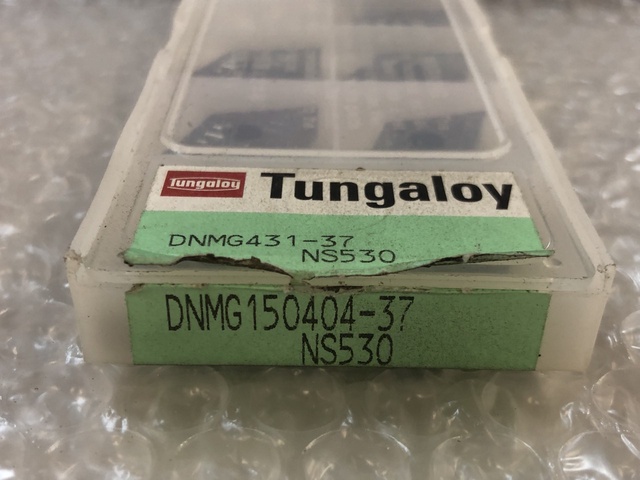 Tungaloy Tungaloy
DNMG431-37
NS530
DNMG150404-37
NS530